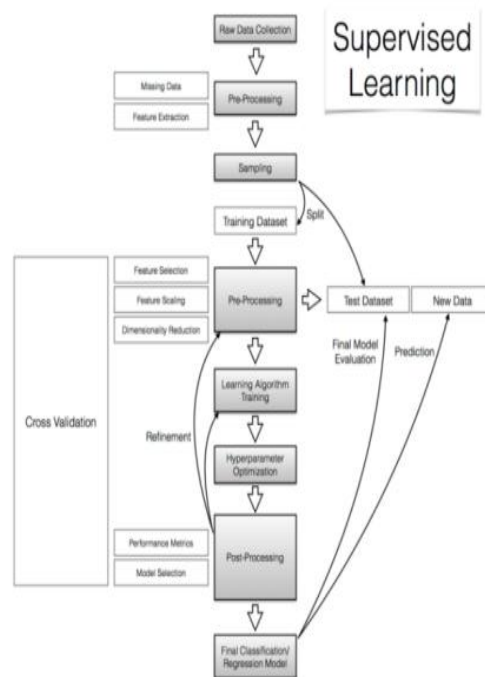 Supervised
Learning
Raw Data Collection
Missing Data
Feature Extraction
Pre-Processing
Sampling
Split
Training Dataset
Feature Selection
Feature Scaling
Dimensionality Reduction
Pre-Processing
Test Dataset
New Data
Final Model
Evaluation
Prediction
Learning Algorithm
Training
Cross Validation
Refinement
Hyperparameter
Optimization
Performance Metrics
Model Selection
Post-Processing
Final Classification/
Regression Model